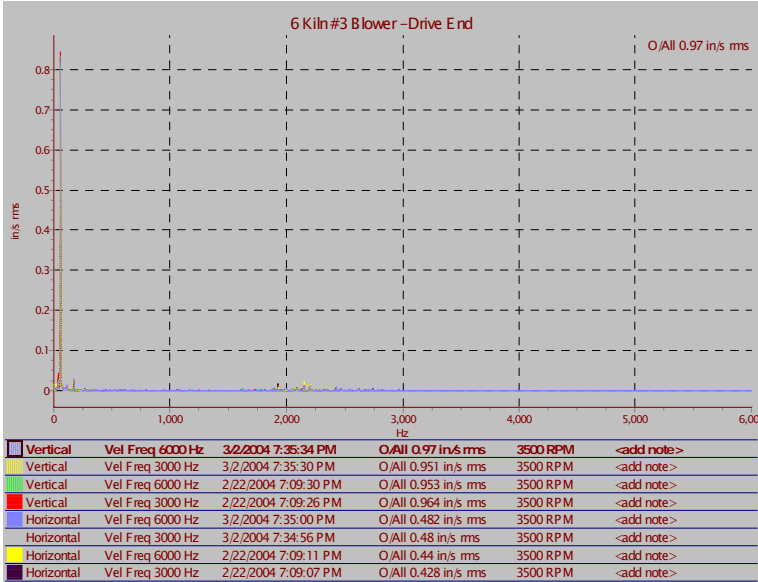 6 Kiln #3 Blower -Drive End
O/All 0.97 in/s rms
0.8
0.7
0.6
0.5
0.4
0.3
0.2
0.1
0
in/s rms
0 1,000 2,000 3,000 4,000 5,000 6,00
Hz
Vertical Vel Freq 6000 Hz 3/2/2004 7:35:34 PM O/All 0.97 in/s rms 3500 RPM <add note>
Vertical Vel Freq 3000 Hz 3/2/2004 7:35:30 PM O/All 0.951 in/s rms 3500 RPM <add note>
Vertical Vel Freq 6000 Hz 2/22/2004 7:09:30 PM O/All 0.953 in/s rms 3500 RPM <add note>
Vertical Vel Freq 3000 Hz 2/22/2004 7:09:26 PM O/All 0.964 in/s rms 3500 RPM <add note>
Horizontal Vel Freq 6000 Hz 3/2/2004 7:35:00 PM O/All 0.482 in/s rms 3500 RPM <add note>
Horizontal Vel Freq 3000 Hz 3/2/2004 7:34:56 PM O/All 0.48 in/s rms 3500 RPM <add note>
Horizontal Vel Freq 6000 Hz 2/22/2004 7:09:11 PM O/All 0.44 in/s rms 3500 RPM <add note>
Horizontal Vel Freq 3000 Hz 2/22/2004 7:09:07 PM O/All 0.428 in/s rms 3500 RPM <add note>